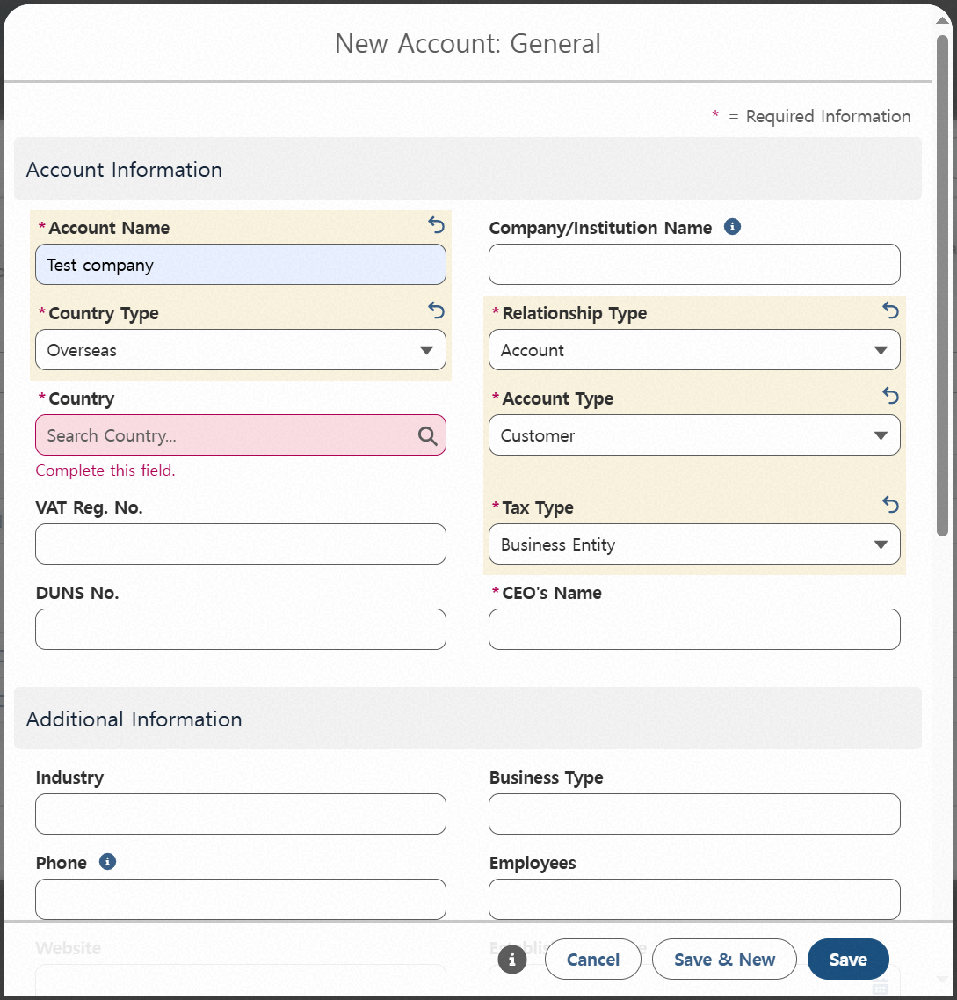 New Account: General
* = Required Information
Account Information
*Account Name
Test company
Company/Institution Name
*Country Type
Overseas
*Relationship Type
Account
*Country
Search Country...
Complete this field.
*Account Type
Customer
VAT Reg. No.
*Tax Type
Business Entity
DUNS No.
*CEO's Name
Additional Information
Industry
Business Type
Phone
Employees
Website
Cancel
Save & New
Save